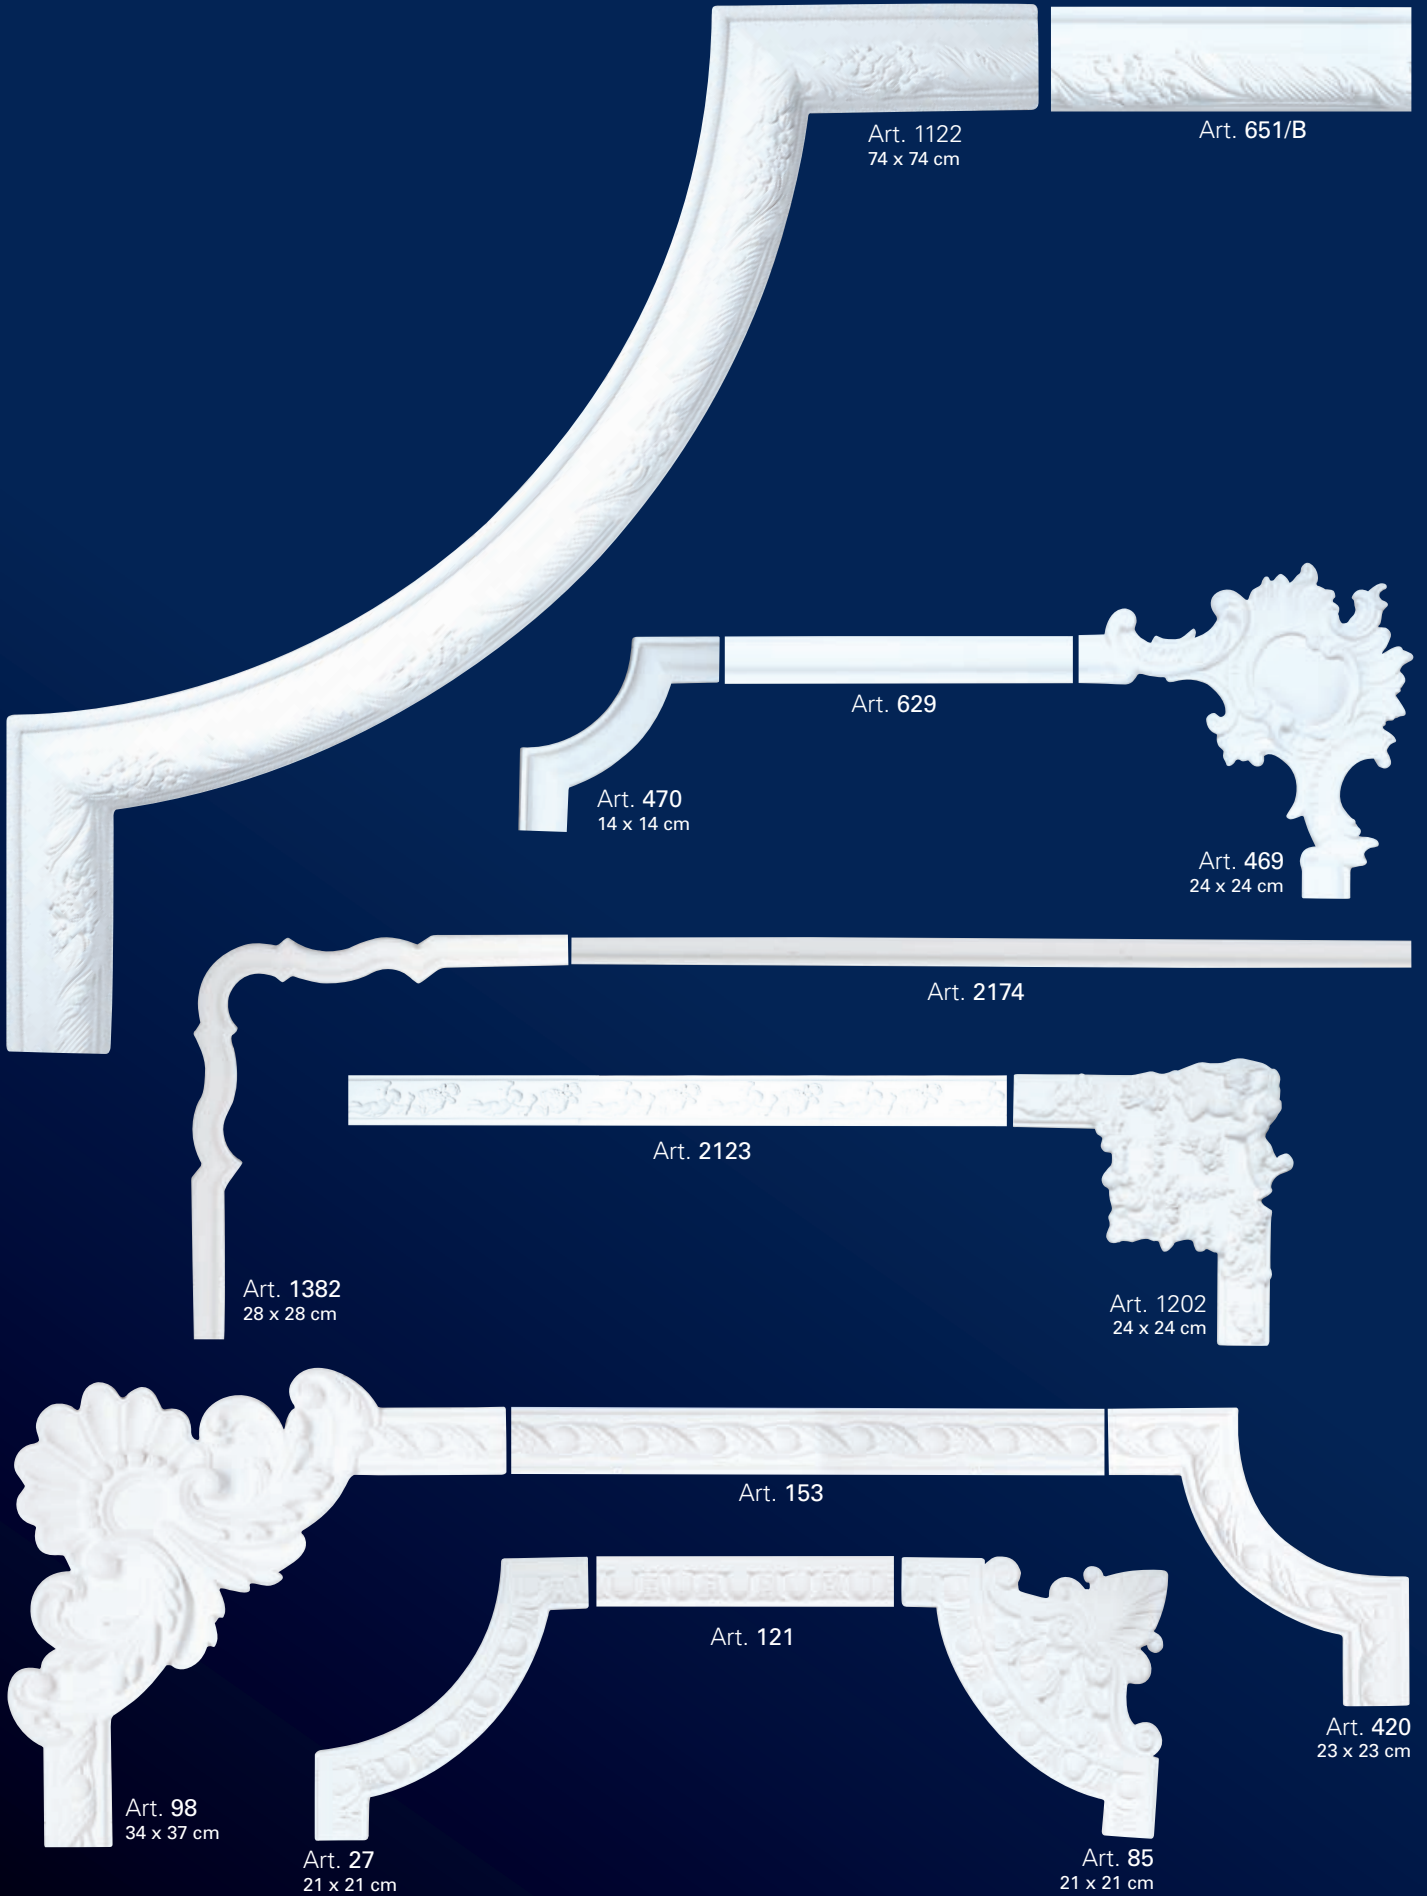 Art. 1122
74 x 74 cm
Art. 651/B
Art. 629
Art. 470
14 x 14 cm
Art. 469
24 x 24 cm
Art. 2174
Art. 2123
Art. 1382
28 x 28 cm
Art. 1202
24 x 24 cm
Art. 153
Art. 121
Art. 420
23 x 23 cm
Art. 98
34 x 37 cm
Art. 27
21 x 21 cm
Art. 85
21 x 21 cm